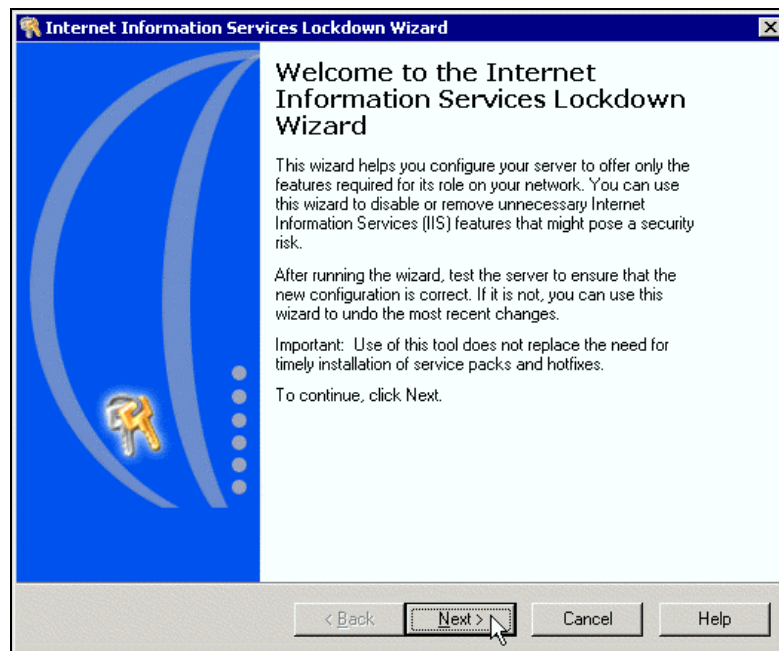 Internet Information Services Lockdown Wizard
Welcome to the Internet
Information Services Lockdown
Wizard
This wizard helps you configure your server to offer only the
features required for its role on your network. You can use
this wizard to disable or remove unnecessary Internet
Information Services (IIS) features that might pose a security
risk.
After running the wizard, test the server to ensure that the
new configuration is correct. If it is not, you can use this
wizard to undo the most recent changes.
Important:  Use of this tool does not replace the need for
timely installation of service packs and hotfixes.
To continue, click Next.
< Back
Next >
Cancel
Help